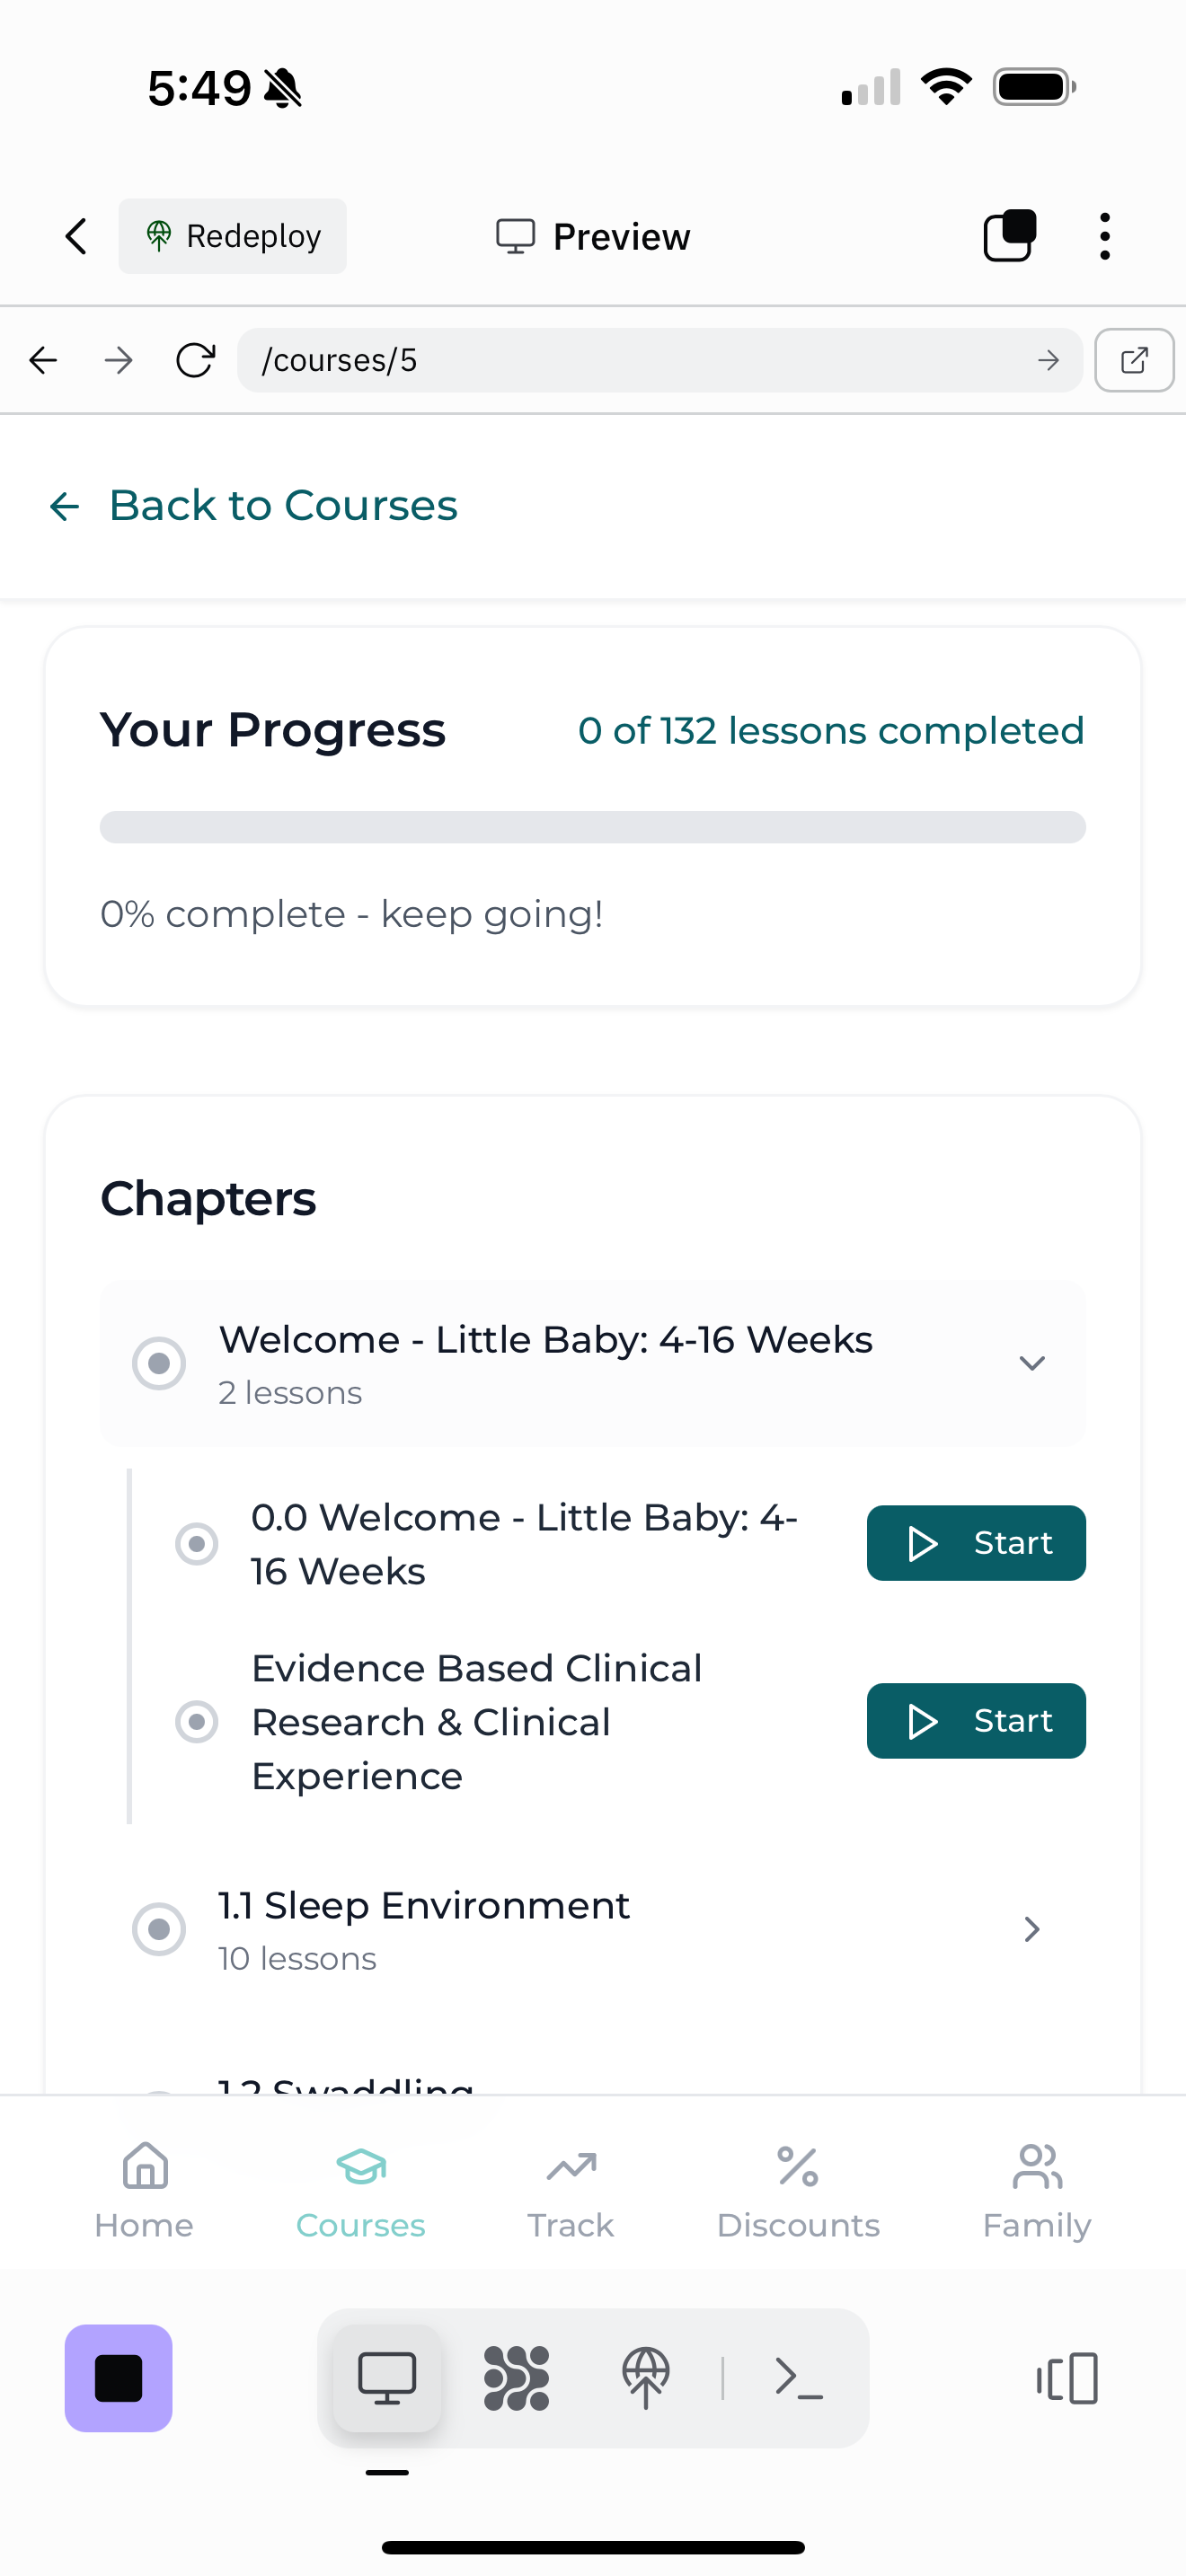 5:49
Redeploy
Preview
/courses/5
Back to Courses
Your Progress
0 of 132 lessons completed
0% complete - keep going!
Chapters
Welcome - Little Baby: 4-16 Weeks
2 lessons
0.0 Welcome - Little Baby: 4-
16 Weeks
Start
Evidence Based Clinical
Research & Clinical
Experience
Start
1.1 Sleep Environment
10 lessons
1.2 Swaddling
Home
Courses
Track
Discounts
Family